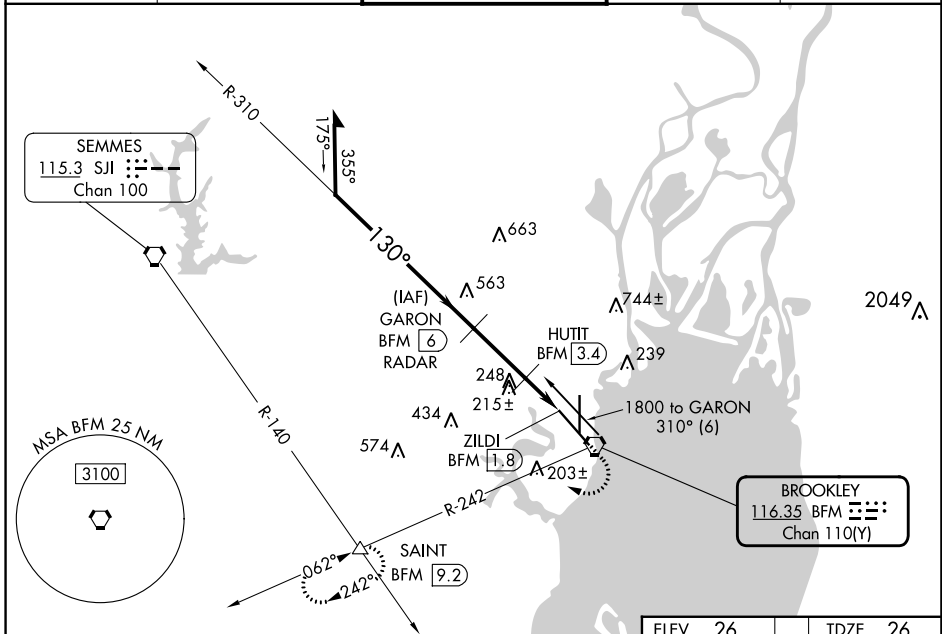 R-310
175°
355°
SEMMES
115.3 SJI
Chan 100
130°
663
563
(IAF)
GARON
BFM 6
RADAR
744±
2049
HUTIT
BFM 3.4
239
248
215±
1800 to GARON
310° (6)
434
574
ZILDI
BFM 1.8
203±
R-140
MSA BFM 25 NM
3100
R-242
BROOKLEY
116.35 BFM
Chan 110(Y)
SAINT
BFM 9.2
062°
242°
ELEV 26
TDZE 26